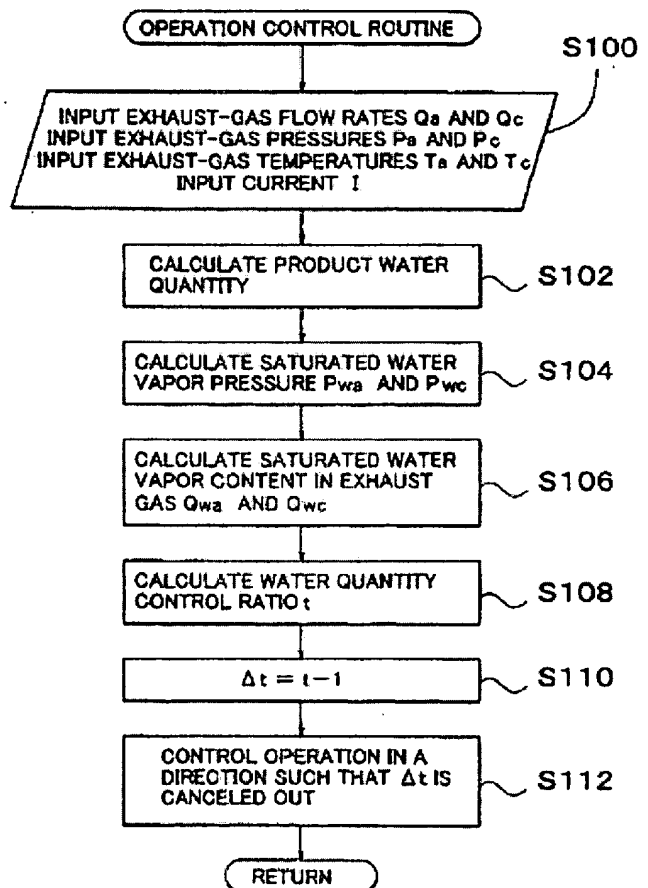 OPERATION CONTROL ROUTINE
S100
INPUT EXHAUST-GAS FLOW RATES Qa AND Qc
INPUT EXHAUST-GAS PRESSURES Pa AND Pc
INPUT EXHAUST-GAS TEMPERATURES Ta AND Tc
INPUT CURRENT I
CALCULATE PRODUCT WATER
QUANTITY
S102
CALCULATE SATURATED WATER
VAPOR PRESSURE Pwa AND Pwc
S104
CALCULATE SATURATED WATER
VAPOR CONTENT IN EXHAUST
GAS Qwa AND Qwc
S106
CALCULATE WATER QUANTITY
CONTROL RATIO t
S108
Δt = t-1
S110
CONTROL OPERATION IN A
DIRECTION SUCH THAT Δt IS
CANCELED OUT
S112
RETURN